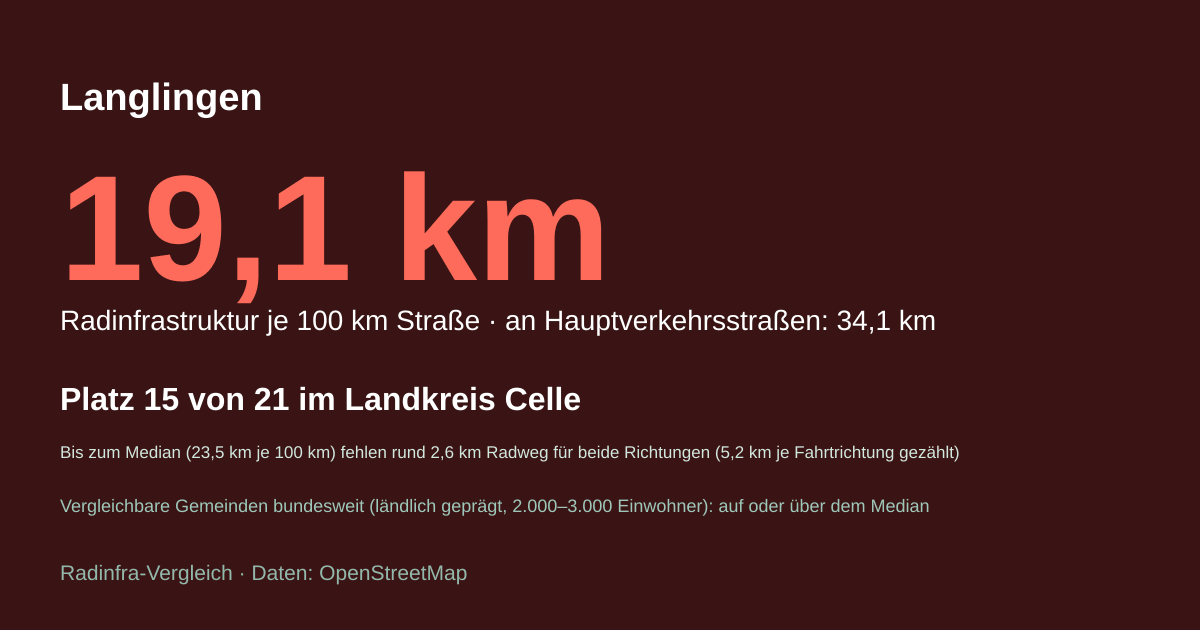 Langlingen
19,1 km
Radinfrastruktur je 100 km Straße · an Hauptverkehrsstraßen: 34,1 km
Platz 15 von 21 im Landkreis Celle
Bis zum Median (23,5 km je 100 km) fehlen rund 2,6 km Radweg für beide Richtungen (5,2 km je Fahrtrichtung gezählt)
Vergleichbare Gemeinden bundesweit (ländlich geprägt, 2.000–3.000 Einwohner): auf oder über dem Median
Radinfra-Vergleich · Daten: OpenStreetMap